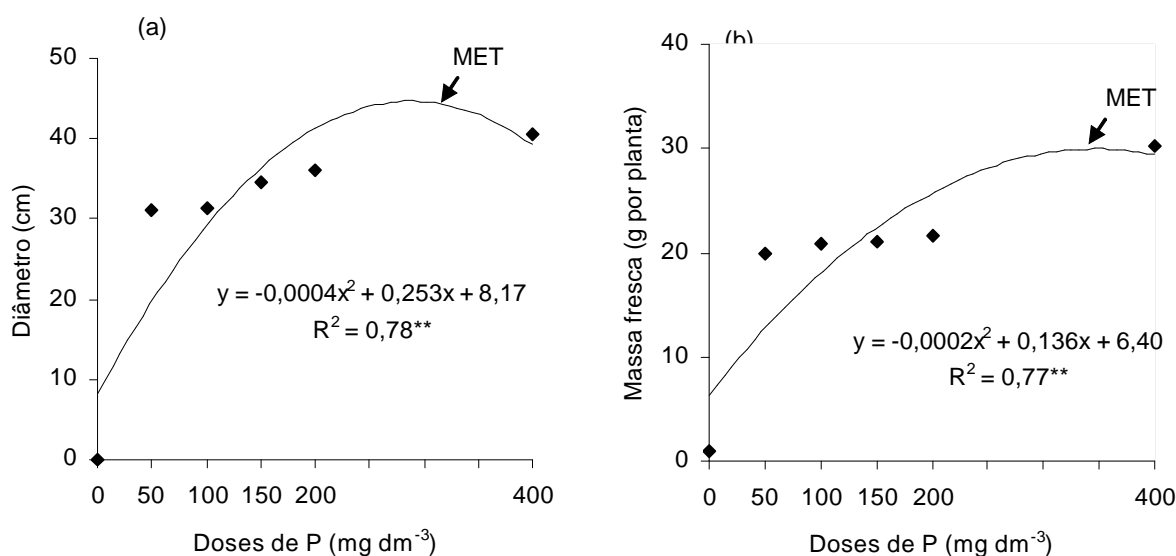 (a)
50
40
30
20
10
0
Diâmetro (cm)
MET
y = -0,0004x² + 0,253x + 8,17
R² = 0,78**
0 50 100 150 200 400
Doses de P (mg dm⁻³)
(b)
40
30
20
10
0
Massa fresca (g por planta)
MET
y = -0,0002x² + 0,136x + 6,40
R² = 0,77**
0 50 100 150 200 400
Doses de P (mg dm⁻³)